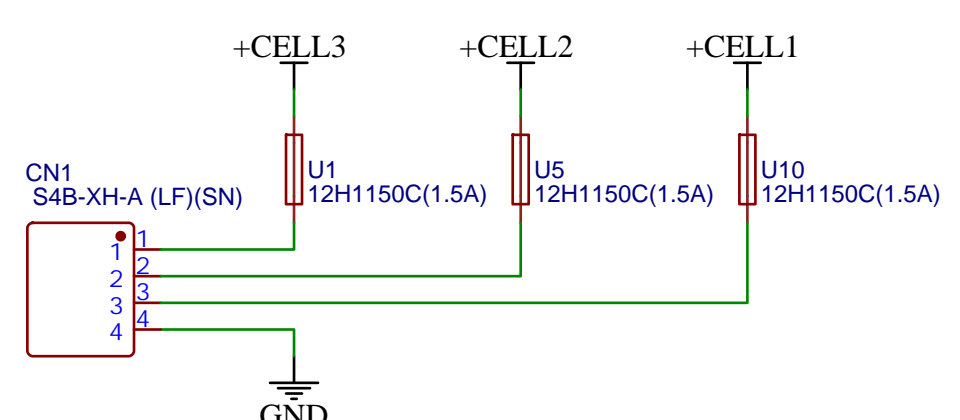 +CELL3 +CELL2 +CELL1
CN1
S4B-XH-A (LF)(SN)
U1
12H1150C(1.5A)
U5
12H1150C(1.5A)
U10
12H1150C(1.5A)
1 1
2 2
3 3
4 4
GND